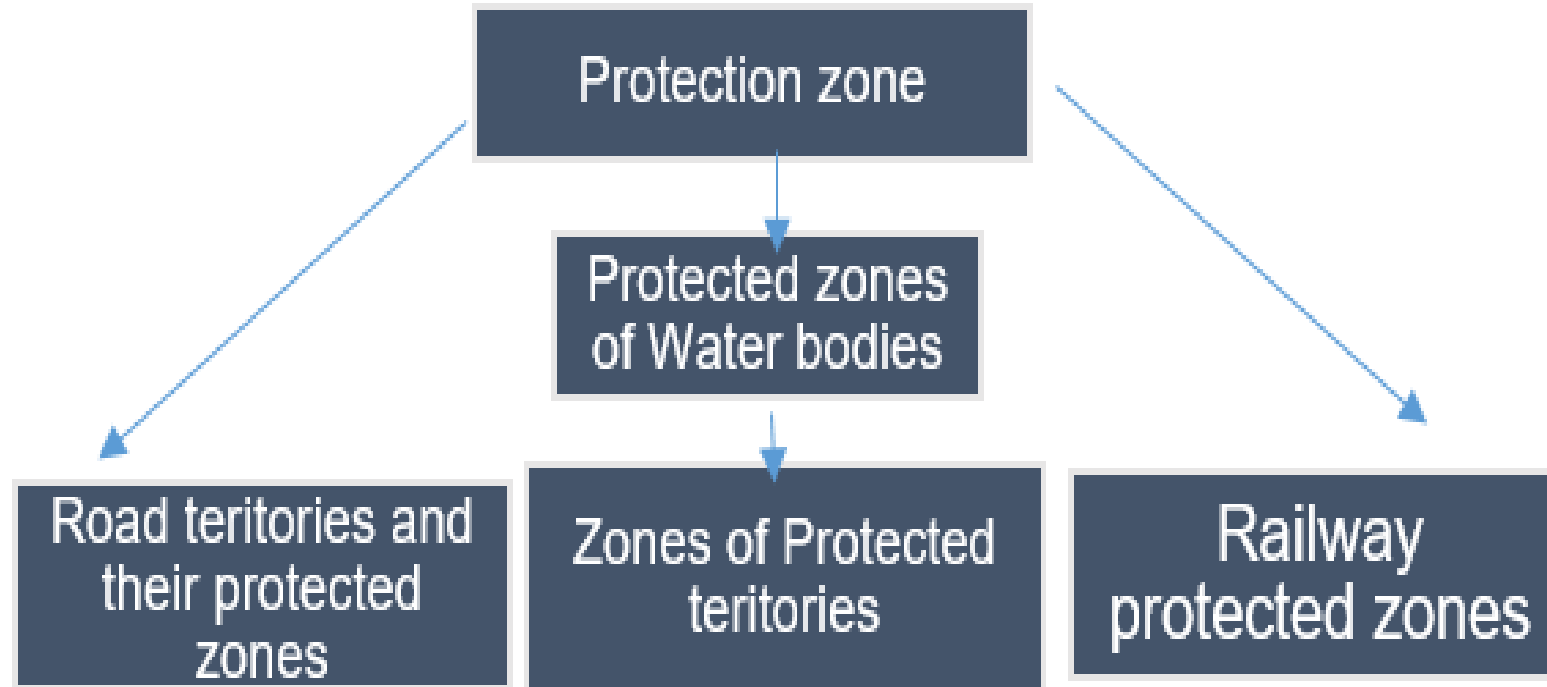 Protection zone
Protected zones
of Water bodies
Road teritories and
their protected
zones
Zones of Protected
teritories
Railway
protected zones